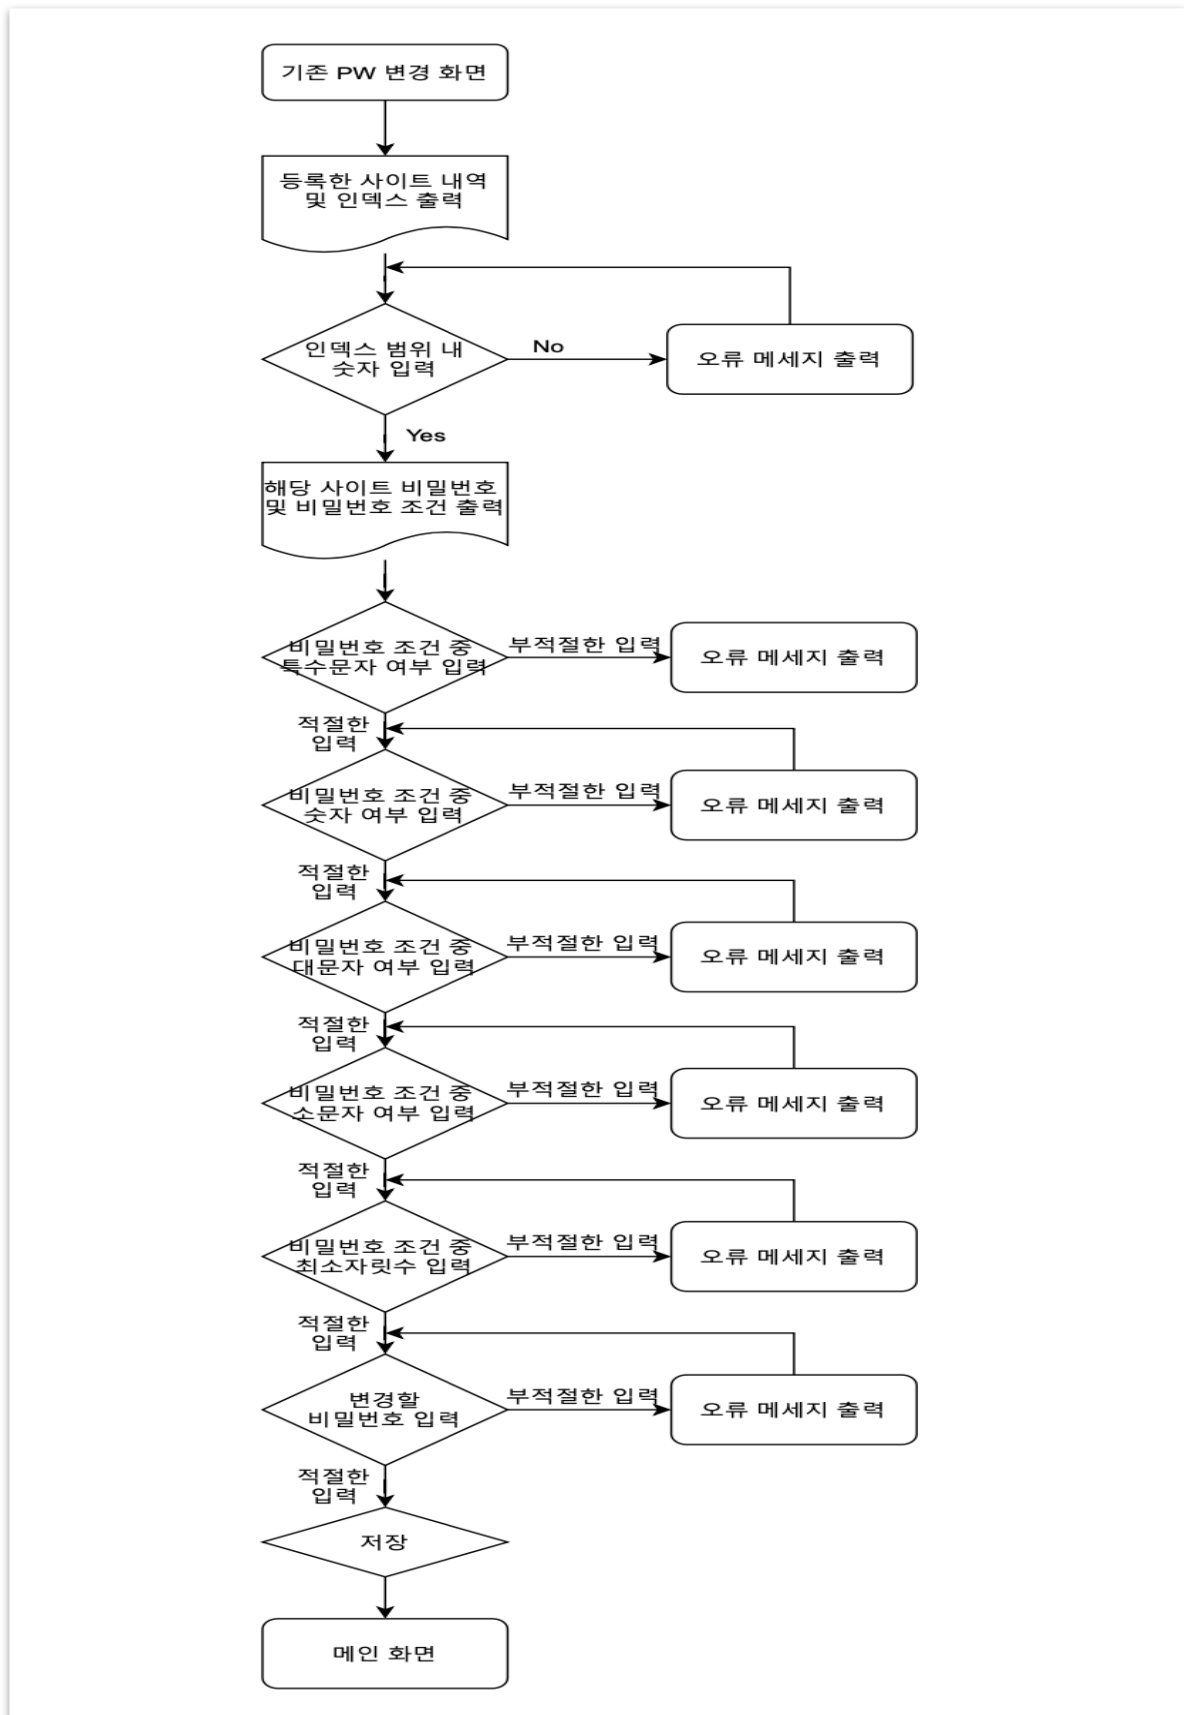 기존 PW 변경 화면
등록한 사이트 내역
및 인덱스 출력
인덱스 범위 내
숫자 입력
No
오류 메세지 출력
Yes
해당 사이트 비밀번호
및 비밀번호 조건 출력
비밀번호 조건 중
특수문자 여부 입력
부적절한 입력
오류 메세지 출력
적절한
입력
비밀번호 조건 중
숫자 여부 입력
부적절한 입력
오류 메세지 출력
적절한
입력
비밀번호 조건 중
대문자 여부 입력
부적절한 입력
오류 메세지 출력
적절한
입력
비밀번호 조건 중
소문자 여부 입력
부적절한 입력
오류 메세지 출력
적절한
입력
비밀번호 조건 중
최소자릿수 입력
부적절한 입력
오류 메세지 출력
적절한
입력
변경할
비밀번호 입력
부적절한 입력
오류 메세지 출력
적절한
입력
저장
메인 화면